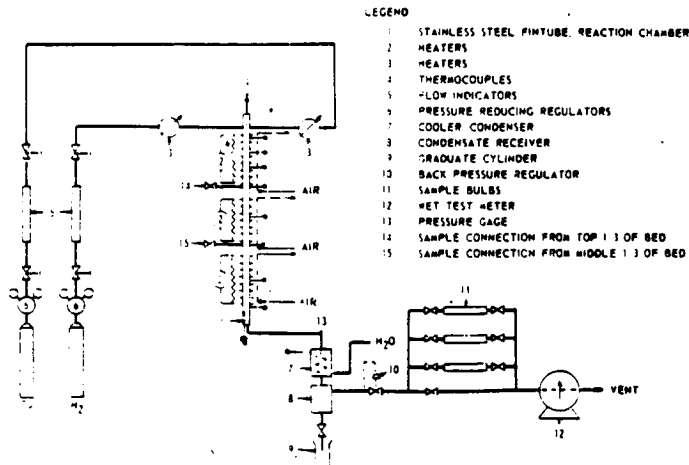 LEGEND
1 STAINLESS STEEL FINTUBE, REACTION CHAMBER
2 HEATERS
3 HEATERS
4 THERMOCOUPLES
5 FLOW INDICATORS
6 PRESSURE REDUCING REGULATORS
7 COOLER CONDENSER
8 CONDENSATE RECEIVER
9 GRADUATE CYLINDER
10 BACK PRESSURE REGULATOR
11 SAMPLE BULBS
12 WET TEST METER
13 PRESSURE GAGE
14 SAMPLE CONNECTION FROM TOP 1 3 OF BED
15 SAMPLE CONNECTION FROM MIDDLE 1 3 OF BED
3
14
AIR
15
AIR
AIR
13
11
H2O
7
10
8
VENT
H2
9
12